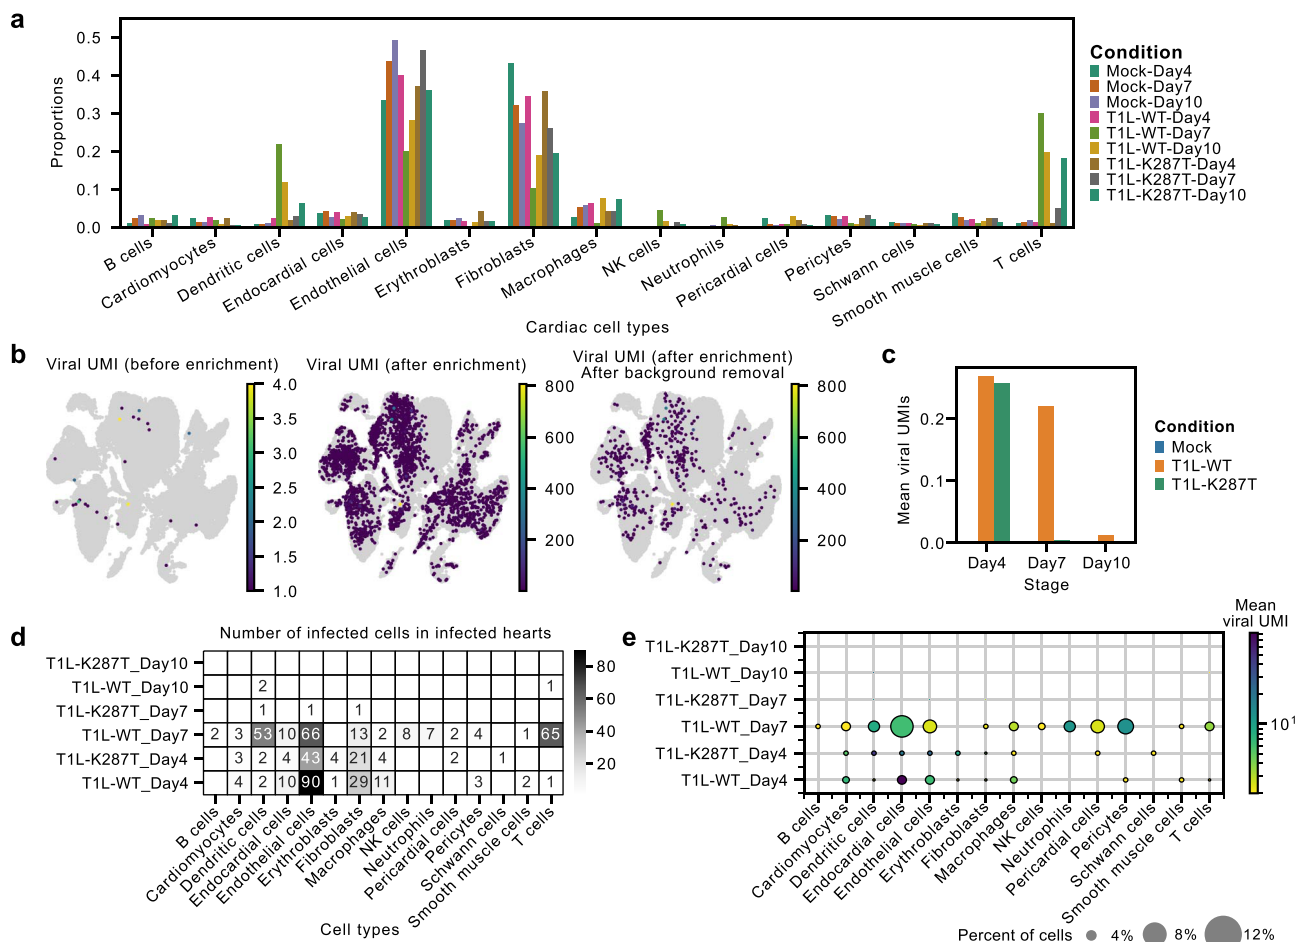 a
0.5
0.4
0.3
0.2
0.1
0.0
Proportions
B cells
Cardiomyocytes
Dendritic cells
Endocardial cells
Endothelial cells
Erythroblasts
Fibroblasts
Macrophages
NK cells
Neutrophils
Pericardial cells
Pericytes
Schwann cells
Smooth muscle cells
T cells
Cardiac cell types
Condition
Mock-Day4
Mock-Day7
Mock-Day10
T1L-WT-Day4
T1L-WT-Day7
T1L-WT-Day10
T1L-K287T-Day4
T1L-K287T-Day7
T1L-K287T-Day10
b
Viral UMI (before enrichment)
4.0
3.5
3.0
2.5
2.0
1.5
1.0
Viral UMI (after enrichment)
800
600
400
200
Viral UMI (after enrichment)
After background removal
800
600
400
200
c
Mean viral UMIs
0.2
0.1
0.0
Day4 Day7 Day10
Stage
Condition
Mock
T1L-WT
T1L-K287T
d
Number of infected cells in infected hearts
T1L-K287T_Day10
T1L-WT_Day10 2 1
T1L-K287T_Day7 1 1 1
T1L-WT_Day7 2 3 53 10 66 13 2 8 7 2 4 1 65
T1L-K287T_Day4 3 2 4 43 4 21 4 2 1
T1L-WT_Day4 4 2 10 90 1 29 11 3 2 1
80
60
40
20
B cells
Cardiomyocytes
Dendritic cells
Endocardial cells
Endothelial cells
Erythroblasts
Fibroblasts
Macrophages
NK cells
Neutrophils
Pericardial cells
Pericytes
Schwann cells
Smooth muscle cells
T cells
Cell types
e
T1L-K287T_Day10
T1L-WT_Day10
T1L-K287T_Day7
T1L-WT_Day7
T1L-K287T_Day4
T1L-WT_Day4
B cells
Cardiomyocytes
Dendritic cells
Endocardial cells
Endothelial cells
Erythroblasts
Fibroblasts
Macrophages
NK cells
Neutrophils
Pericardial cells
Pericytes
Schwann cells
Smooth muscle cells
T cells
Mean
viral UMI
10¹
Percent of cells 4% 8% 12%